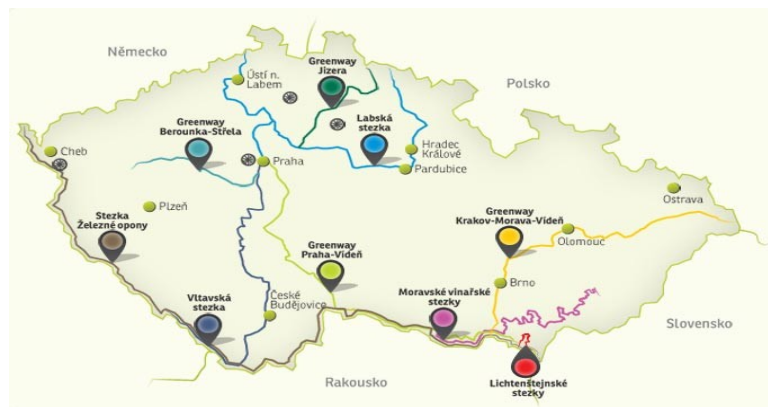 Německo
Greenway
Jizera
Ústí n.
Labem
Polsko
Greenway
Berounka-Střela
Labská
stezka
Hradec
Králové
Cheb
Praha
Pardubice
Ostrava
Plzeň
Stezka
Železné opony
Greenway
Krakov-Morava-Vídeň
Olomouc
Greenway
Praha-Vídeň
Brno
Vltavská
stezka
České
Budějovice
Moravské vinařské
stezky
Slovensko
Rakousko
Lichtenštejnské
stezky